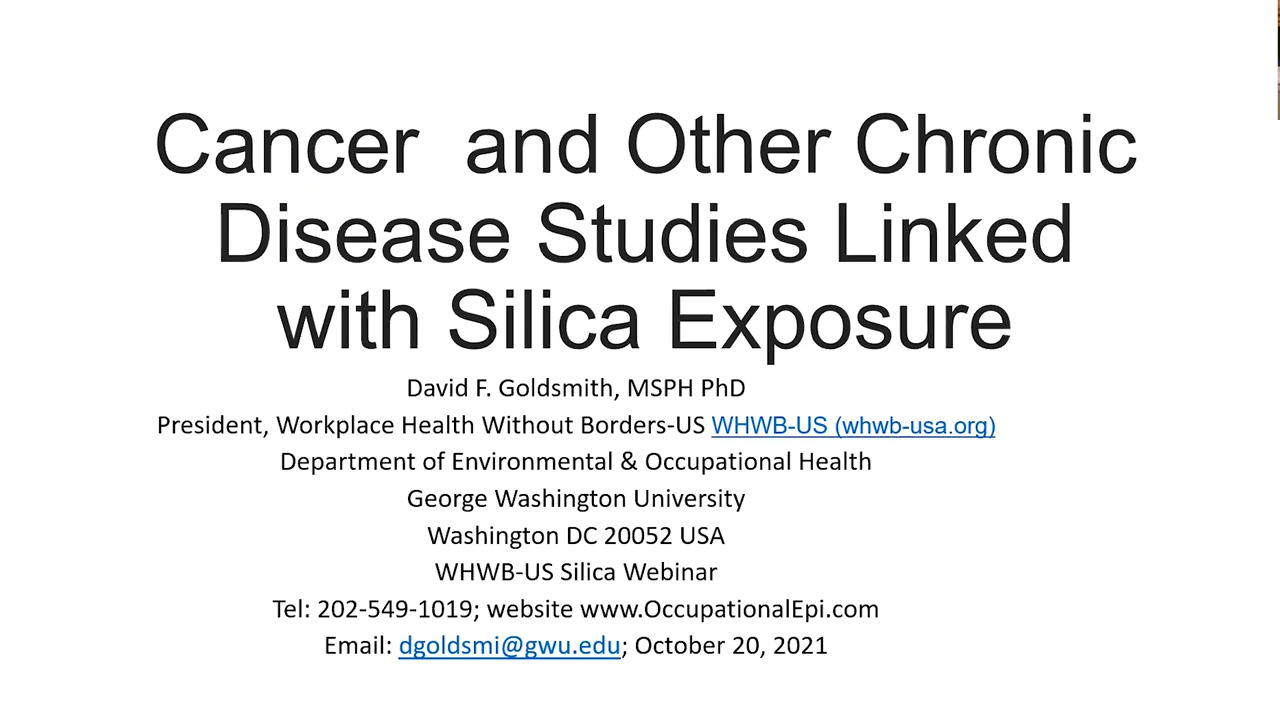 Cancer  and Other Chronic
Disease Studies Linked
with Silica Exposure
David F. Goldsmith, MSPH PhD
President, Workplace Health Without Borders-US WHWB-US (whwb-usa.org)
Department of Environmental & Occupational Health
George Washington University
Washington DC 20052 USA
WHWB-US Silica Webinar
Tel: 202-549-1019; website www.OccupationalEpi.com
Email: dgoldsmi@gwu.edu; October 20, 2021